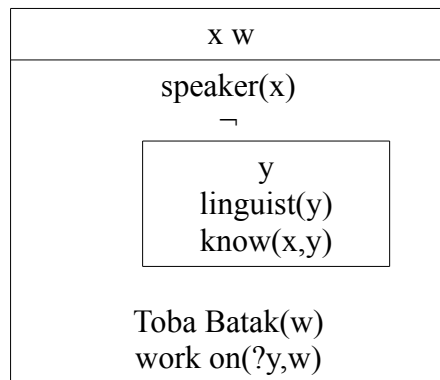 x w
speaker(x)
¬
y
linguist(y)
know(x,y)
Toba Batak(w)
work on(?y,w)